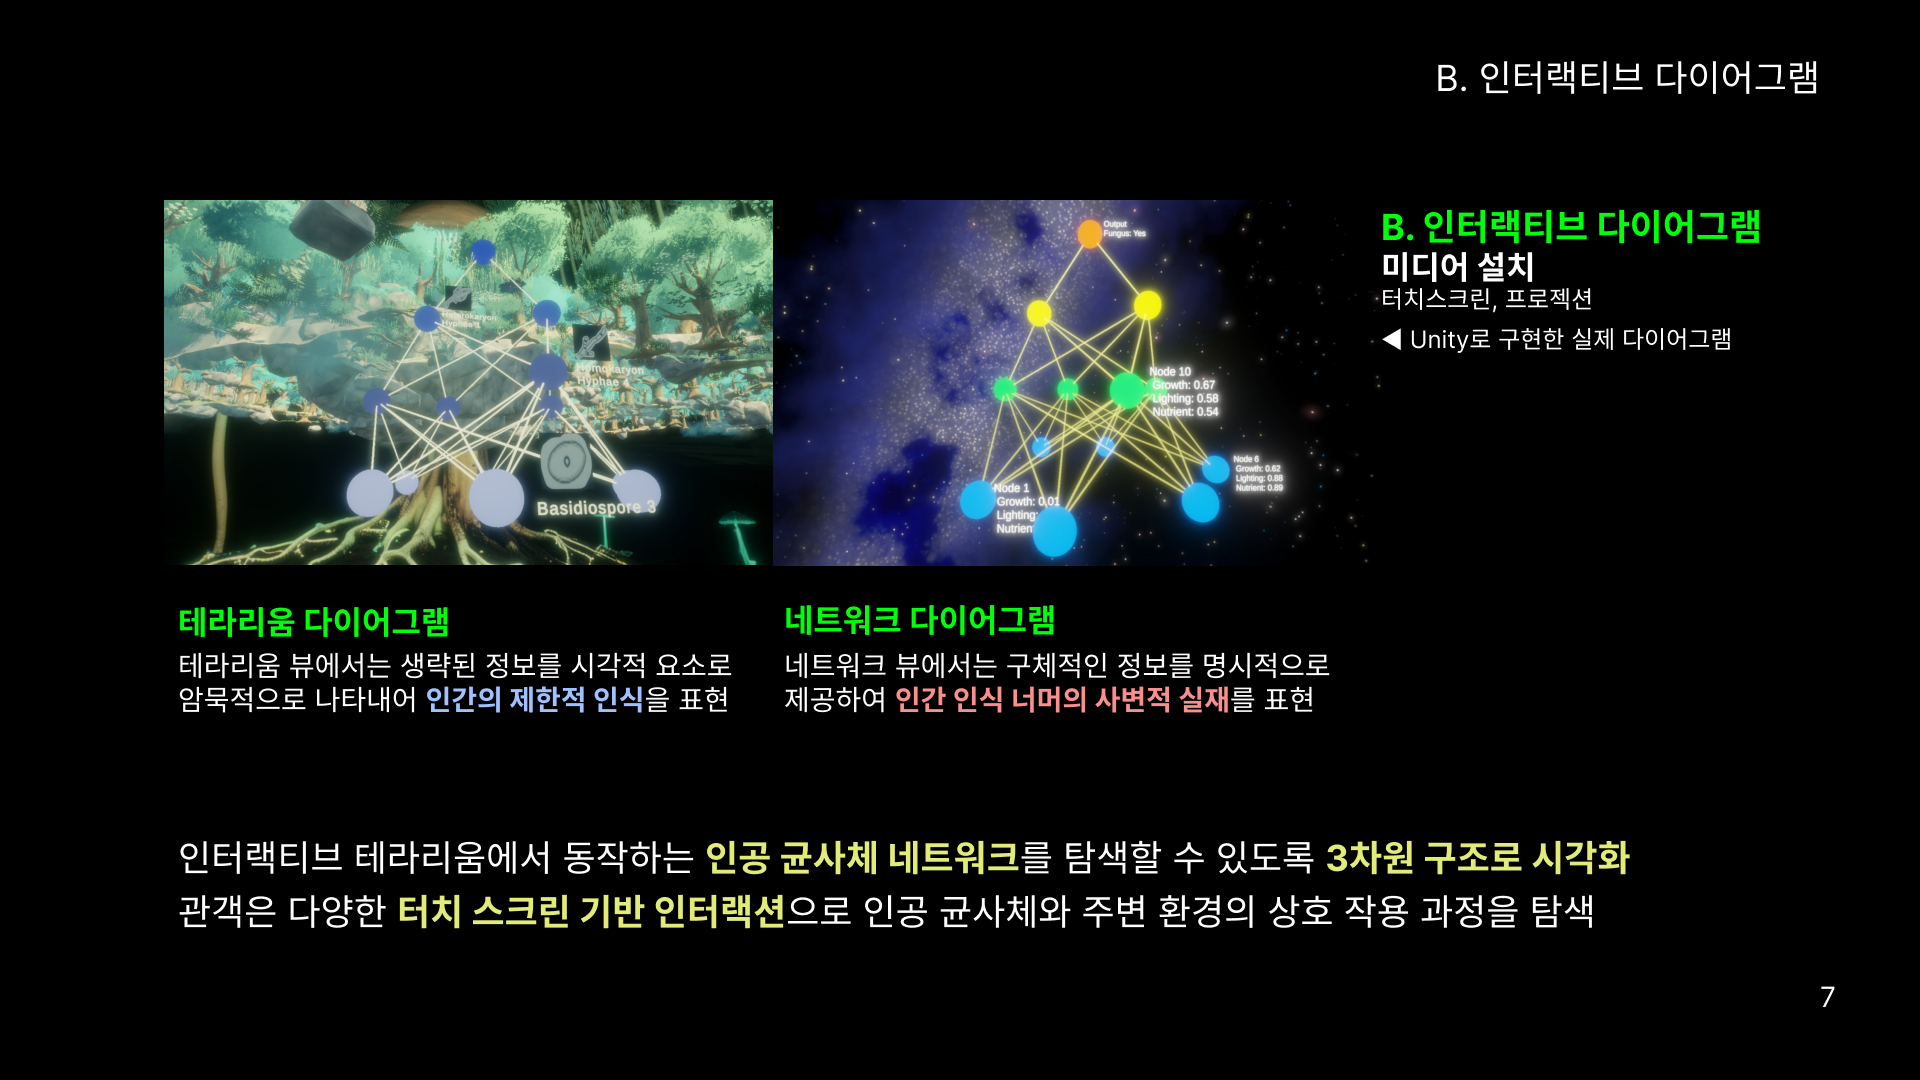 B. 인터랙티브 다이어그램
Heterokaryon
Homokaryon
Hyphae 4
Basidiospore 3
Output
Fungus: Yes
Node 10
Growth: 0.67
Lighting: 0.58
Nutrient: 0.54
Node 6
Growth: 0.62
Lighting: 0.88
Nutrient: 0.89
Node 1
Growth: 0.01
Lighting:
B. 인터랙티브 다이어그램
미디어 설치
터치스크린, 프로젝션
◀ Unity로 구현한 실제 다이어그램
테라리움 다이어그램
테라리움 뷰에서는 생략된 정보를 시각적 요소로
암묵적으로 나타내어 인간의 제한적 인식을 표현
네트워크 다이어그램
네트워크 뷰에서는 구체적인 정보를 명시적으로
제공하여 인간 인식 너머의 사변적 실재를 표현
인터랙티브 테라리움에서 동작하는 인공 균사체 네트워크를 탐색할 수 있도록 3차원 구조로 시각화
관객은 다양한 터치 스크린 기반 인터랙션으로 인공 균사체와 주변 환경의 상호 작용 과정을 탐색
7